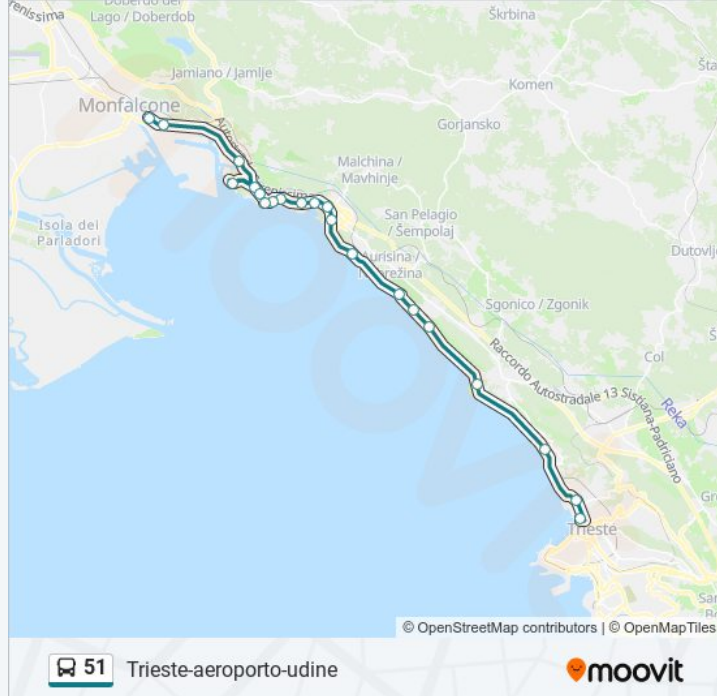 renissima
Doberdò del
Lago / Doberdob
Škrbina
Jamiano / Jamlje
Komen
Monfalcone
Gorjansko
Malchina /
Mavhinje
San Pelagio
/ Šempolaj
Isola dei
Parladori
Aurisina /
Dutovlje
Sgonico / Zgonik
Col
Raccordo Autostradale 13 Sistiana-Padriciano
Reka
Trieste
© OpenStreetMap contributors | © OpenMapTiles
51 Trieste-aeroporto-udine
moovit